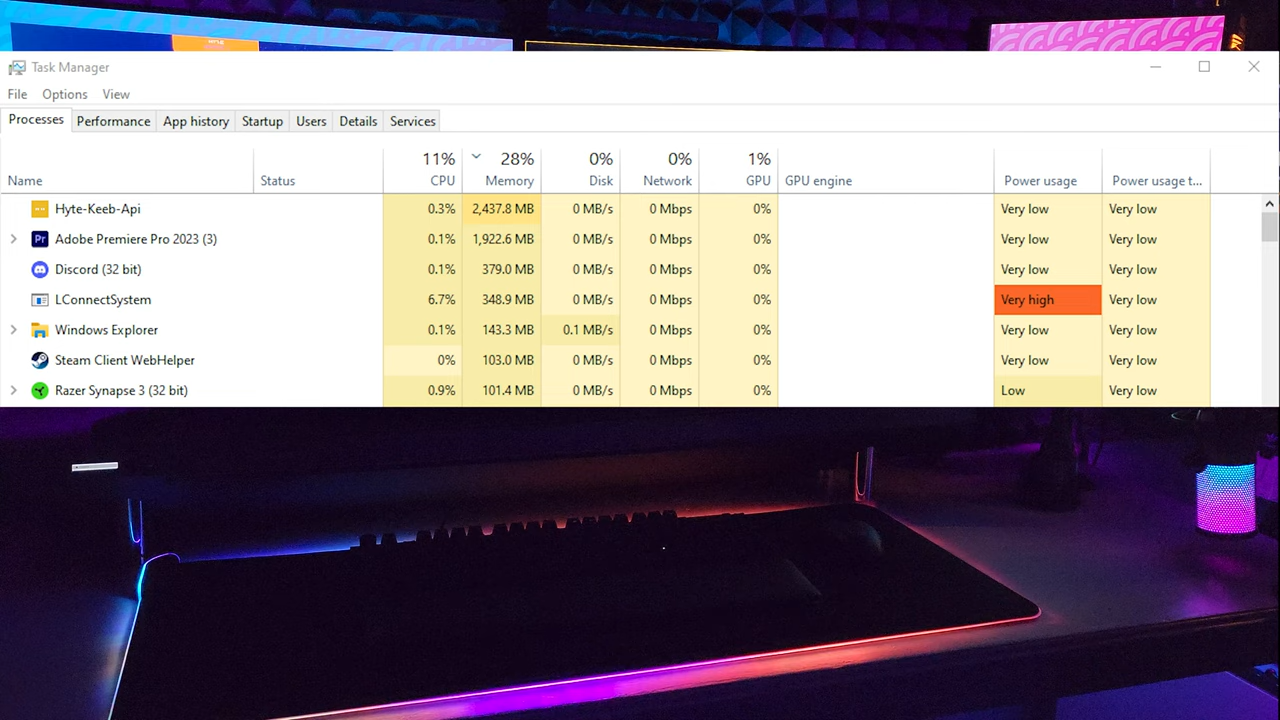 Task Manager
File Options View
Processes Performance App history Startup Users Details Services
11% 28% 0% 0% 1%
Name Status CPU Memory Disk Network GPU GPU engine Power usage Power usage t...
Hyte-Keeb-Api 0.3% 2,437.8 MB 0 MB/s 0 Mbps 0% Very low Very low
Pr Adobe Premiere Pro 2023 (3) 0.1% 1,922.6 MB 0 MB/s 0 Mbps 0% Very low Very low
Discord (32 bit) 0.1% 379.0 MB 0 MB/s 0 Mbps 0% Very low Very low
LConnectSystem 6.7% 348.9 MB 0 MB/s 0 Mbps 0% Very high Very low
Windows Explorer 0.1% 143.3 MB 0.1 MB/s 0 Mbps 0% Very low Very low
Steam Client WebHelper 0% 103.0 MB 0 MB/s 0 Mbps 0% Very low Very low
Razer Synapse 3 (32 bit) 0.9% 101.4 MB 0 MB/s 0 Mbps 0% Low Very low